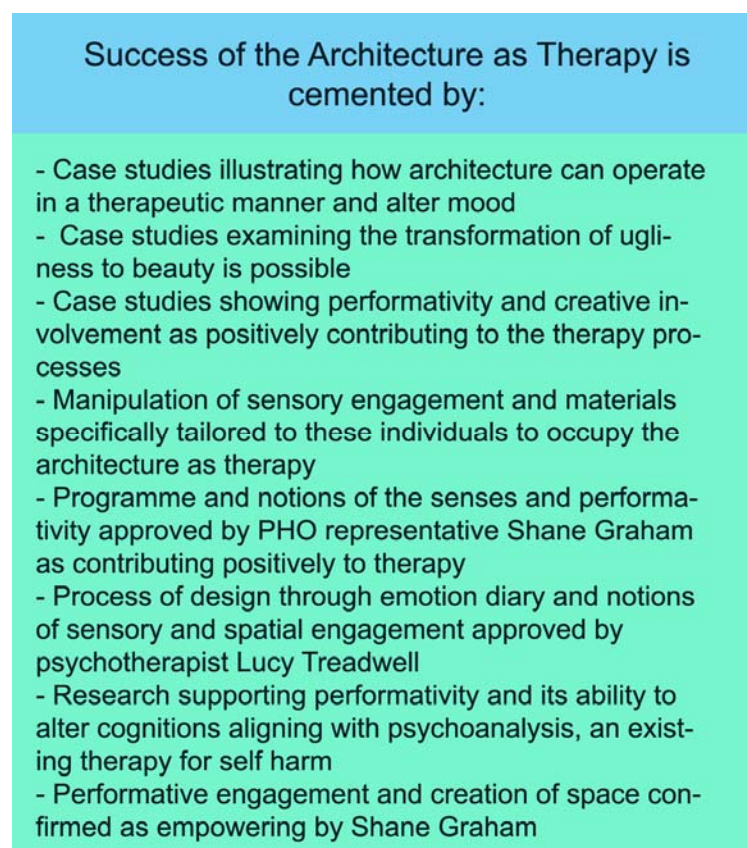 Success of the Architecture as Therapy is
cemented by:
- Case studies illustrating how architecture can operate
in a therapeutic manner and alter mood
- Case studies examining the transformation of ugli-
ness to beauty is possible
- Case studies showing performativity and creative in-
volvement as positively contributing to the therapy pro-
cesses
- Manipulation of sensory engagement and materials
specifically tailored to these individuals to occupy the
architecture as therapy
- Programme and notions of the senses and performa-
tivity approved by PHO representative Shane Graham
as contributing positively to therapy
- Process of design through emotion diary and notions
of sensory and spatial engagement approved by
psychotherapist Lucy Treadwell
- Research supporting performativity and its ability to
alter cognitions aligning with psychoanalysis, an exist-
ing therapy for self harm
- Performative engagement and creation of space con-
firmed as empowering by Shane Graham